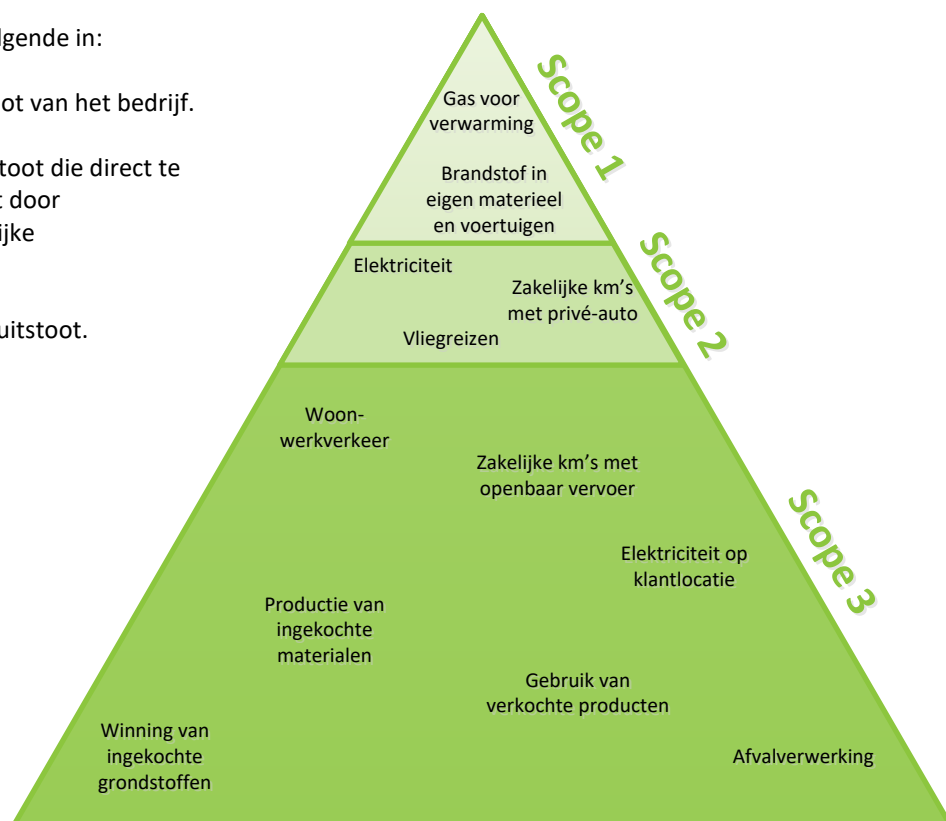 lgende in:
ot van het bedrijf.
toot die direct te
t door
ijke
uitstoot.
Scope 1
Gas voor
verwarming
Brandstof in
eigen materieel
en voertuigen
Scope 2
Elektriciteit
Zakelijke km's
met privé-auto
Vliegreizen
Scope 3
Woon-
werkverkeer
Zakelijke km's met
openbaar vervoer
Elektriciteit op
klantlocatie
Productie van
ingekochte
materialen
Gebruik van
verkochte producten
Winning van
ingekochte
grondstoffen
Afvalverwerking